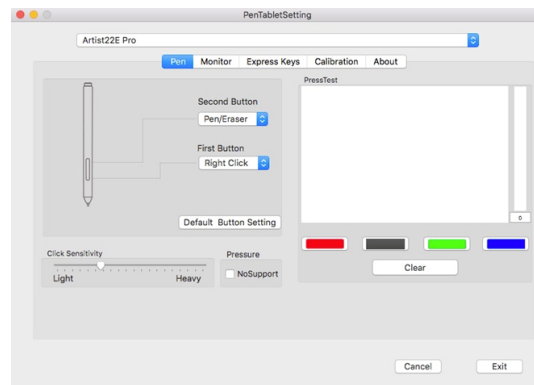 PenTabletSetting
Artist22E Pro
Pen Monitor Express Keys Calibration About
PressTest
Second Button
Pen/Eraser
First Button
Right Click
Default Button Setting
0
Click Sensitivity
Light Heavy
Pressure
NoSupport
Clear
Cancel Exit